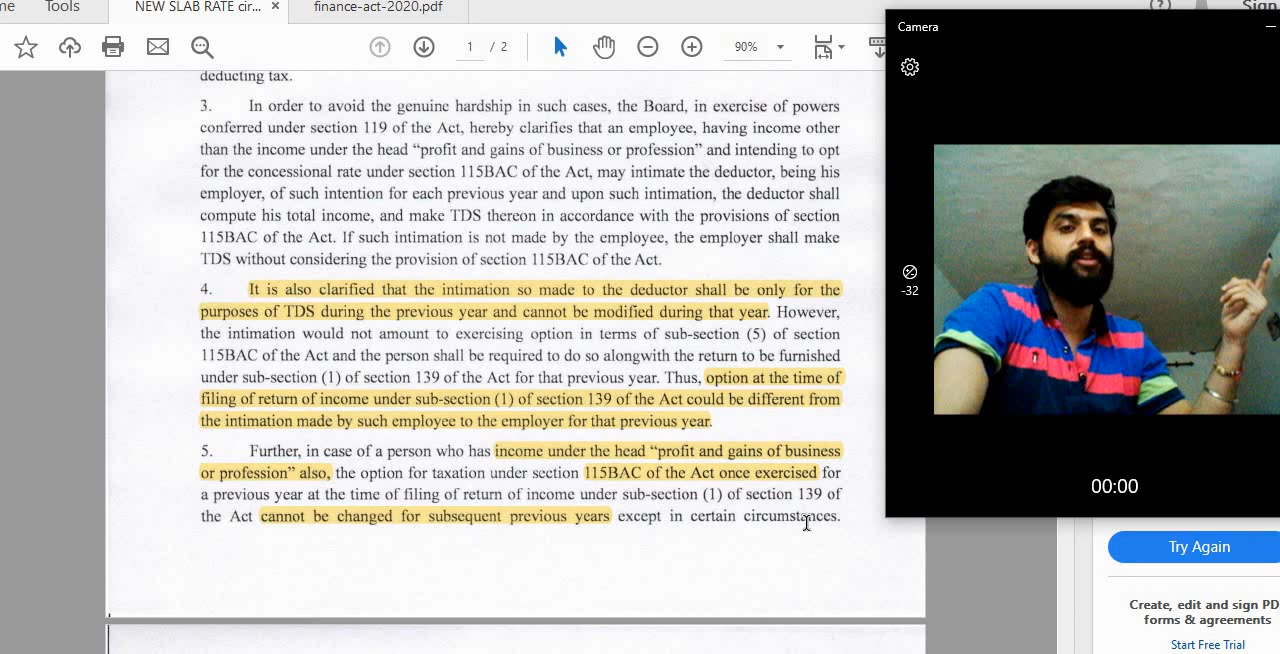 me
Tools
NEW SLAB RATE cir... ×
finance-act-2020.pdf
Sign
1 / 2
90%
deducting tax.
3. In order to avoid the genuine hardship in such cases, the Board, in exercise of powers
conferred under section 119 of the Act, hereby clarifies that an employee, having income other
than the income under the head “profit and gains of business or profession” and intending to opt
for the concessional rate under section 115BAC of the Act, may intimate the deductor, being his
employer, of such intention for each previous year and upon such intimation, the deductor shall
compute his total income, and make TDS thereon in accordance with the provisions of section
115BAC of the Act. If such intimation is not made by the employee, the employer shall make
TDS without considering the provision of section 115BAC of the Act.
4. It is also clarified that the intimation so made to the deductor shall be only for the
purposes of TDS during the previous year and cannot be modified during that year. However,
the intimation would not amount to exercising option in terms of sub-section (5) of section
115BAC of the Act and the person shall be required to do so alongwith the return to be furnished
under sub-section (1) of section 139 of the Act for that previous year. Thus, option at the time of
filing of return of income under sub-section (1) of section 139 of the Act could be different from
the intimation made by such employee to the employer for that previous year.
5. Further, in case of a person who has income under the head “profit and gains of business
or profession” also, the option for taxation under section 115BAC of the Act once exercised for
a previous year at the time of filing of return of income under sub-section (1) of section 139 of
the Act cannot be changed for subsequent previous years except in certain circumstances.
Camera
-32
00:00
Try Again
Create, edit and sign PD
forms & agreements
Start Free Trial